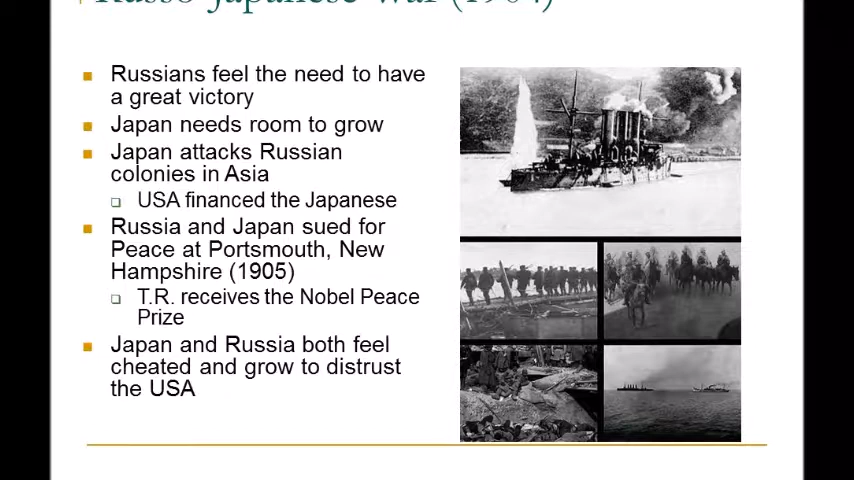 Russo-Japanese War (1904)
Russians feel the need to have
a great victory
Japan needs room to grow
Japan attacks Russian
colonies in Asia
USA financed the Japanese
Russia and Japan sued for
Peace at Portsmouth, New
Hampshire (1905)
T.R. receives the Nobel Peace
Prize
Japan and Russia both feel
cheated and grow to distrust
the USA